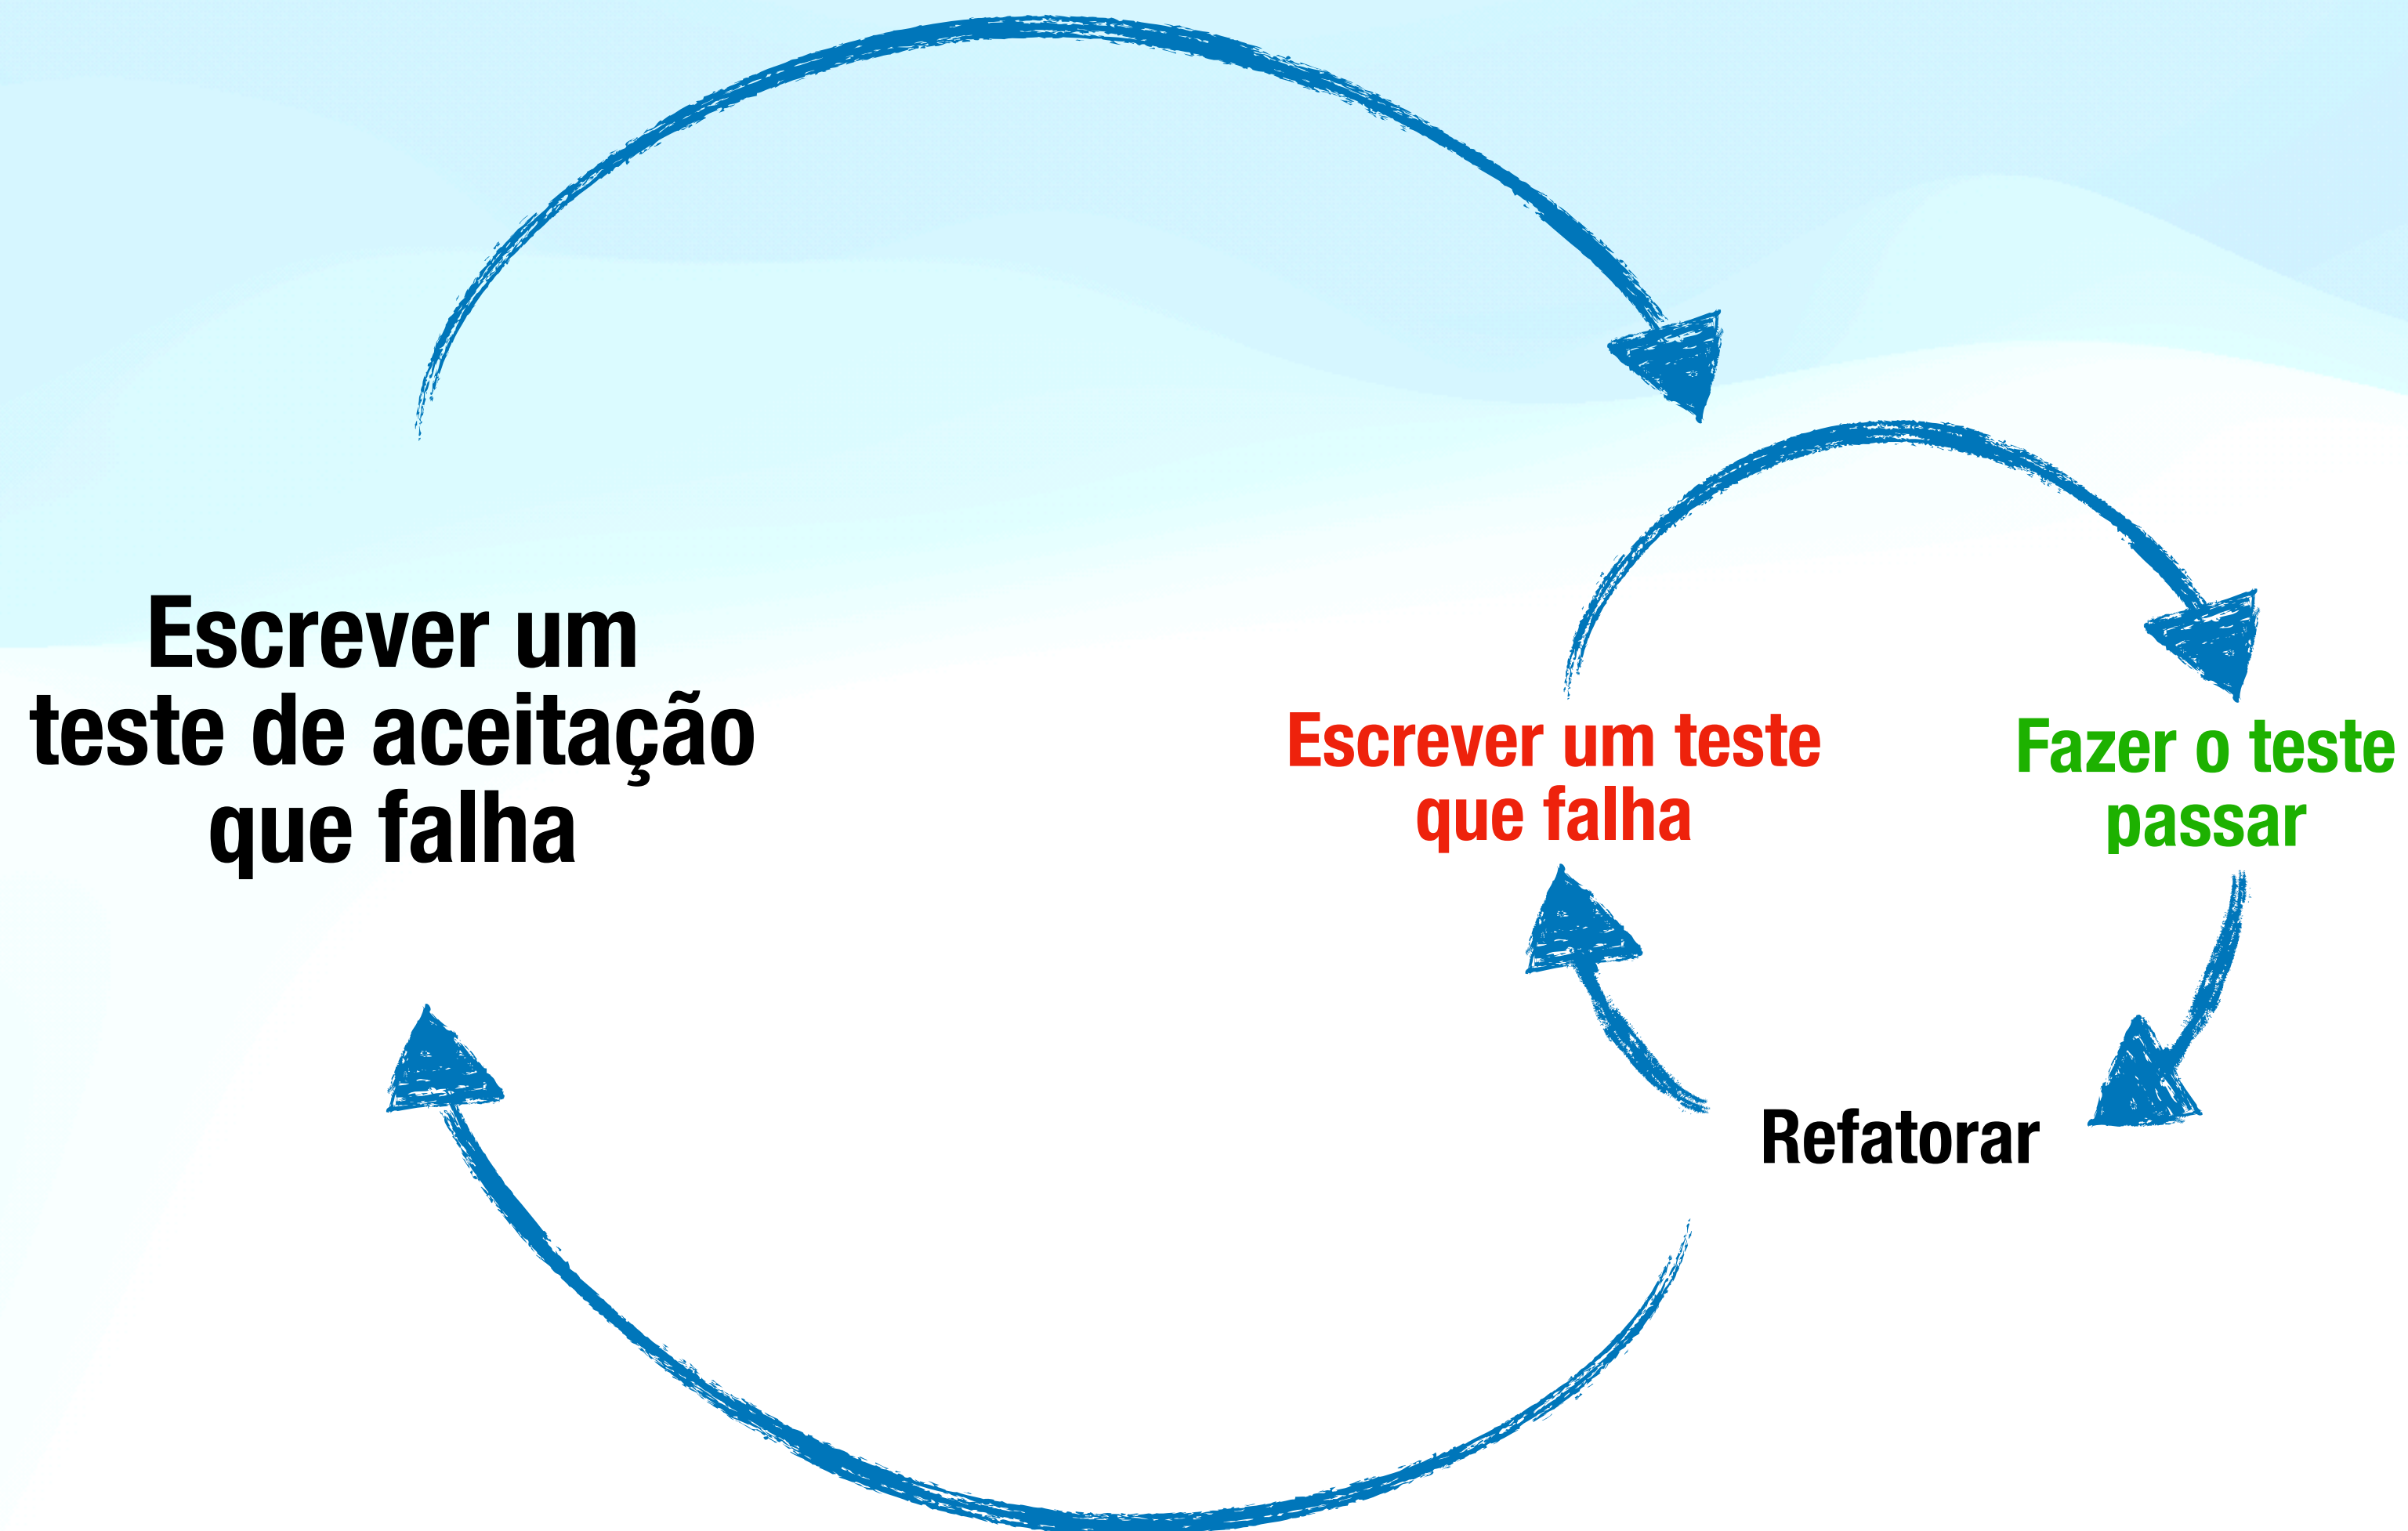 Escrever um
teste de aceitação
que falha
Escrever um teste
que falha
Fazer o teste
passar
Refatorar